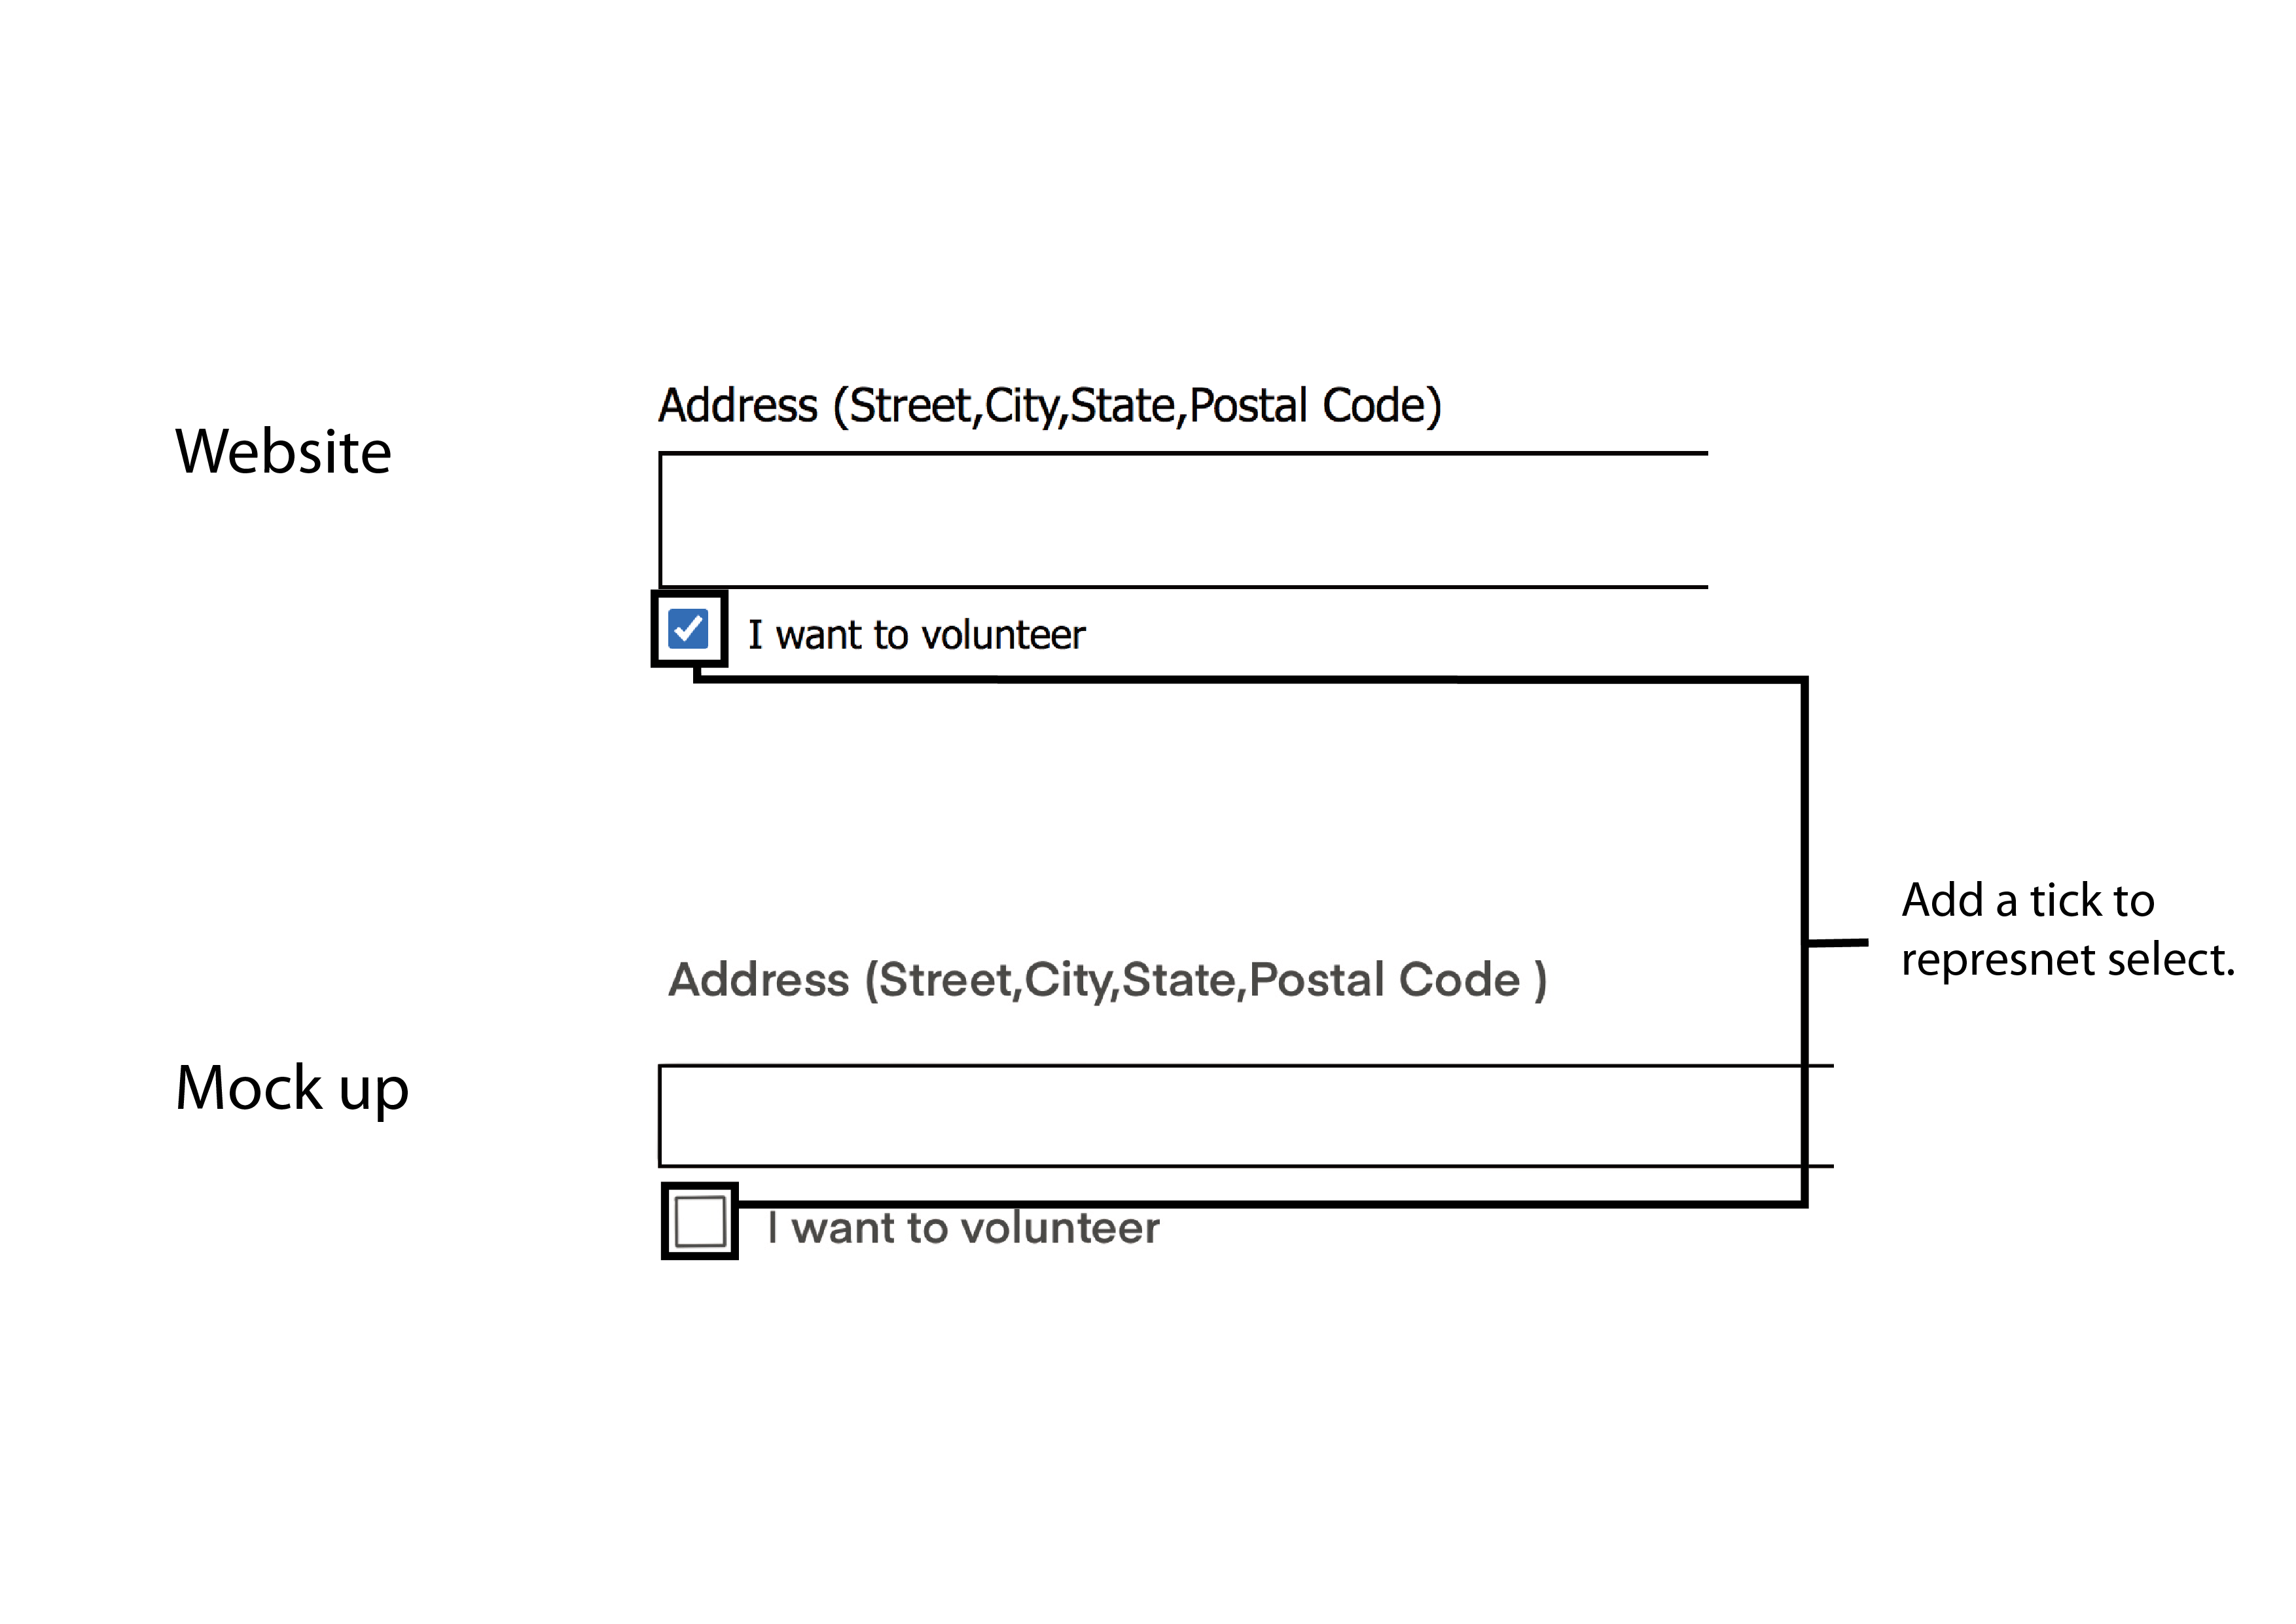 Address (Street,City,State,Postal Code)
Website
I want to volunteer
Add a tick to
represnet select.
Address (Street,City,State,Postal Code )
Mock up
I want to volunteer